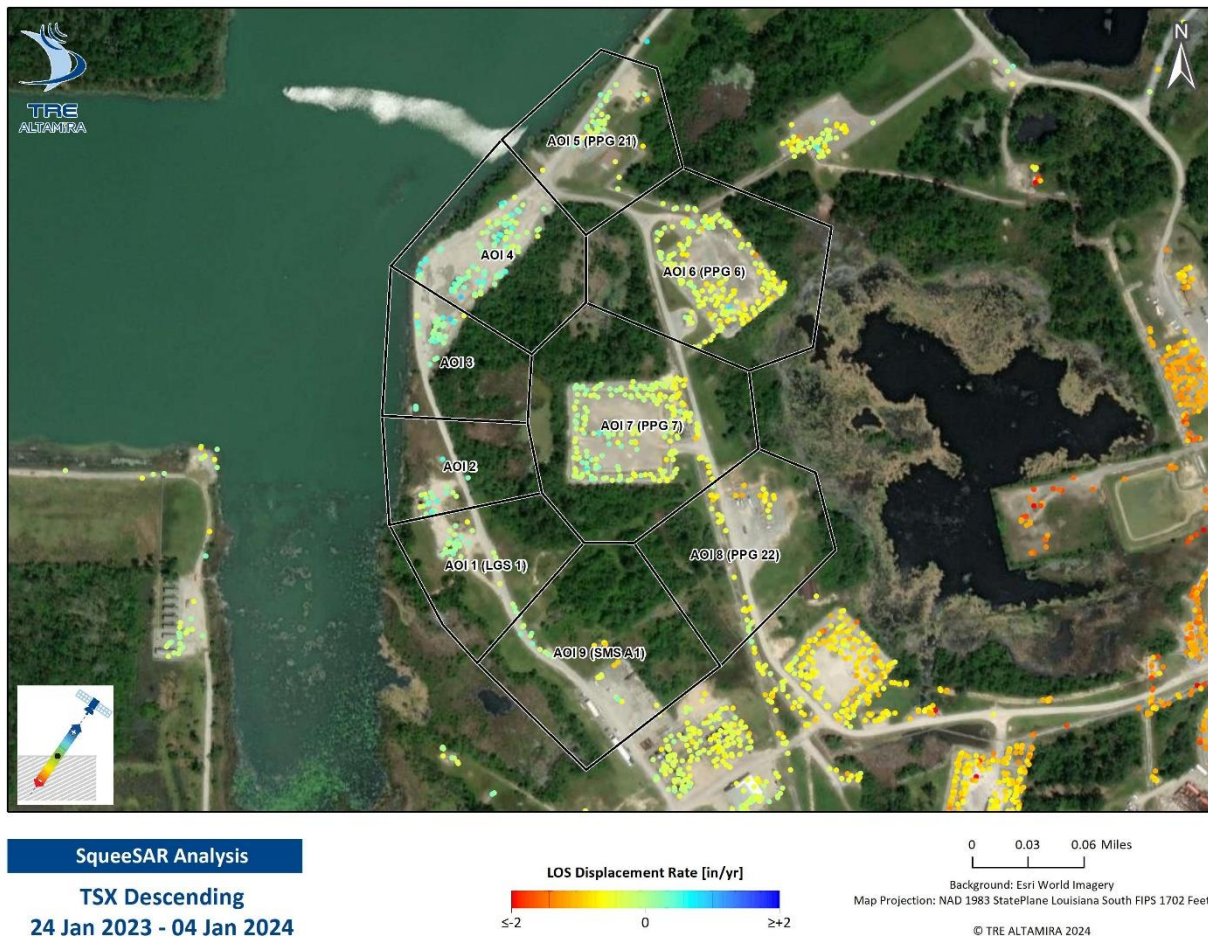 TRE
ALTAMIRA
N
AOI 5 (PPG 21)
AOI 4
AOI 6 (PPG 6)
AOI 3
AOI 7 (PPG 7)
AOI 2
AOI 8 (PPG 22)
AOI 1 (LGS 1)
AOI 9 (SMS A1)
SqueeSAR Analysis
TSX Descending
24 Jan 2023 - 04 Jan 2024
LOS Displacement Rate [in/yr]
≤-2 0 ≥+2
0 0.03 0.06 Miles
Background: Esri World Imagery
Map Projection: NAD 1983 StatePlane Louisiana South FIPS 1702 Feet
© TRE ALTAMIRA 2024